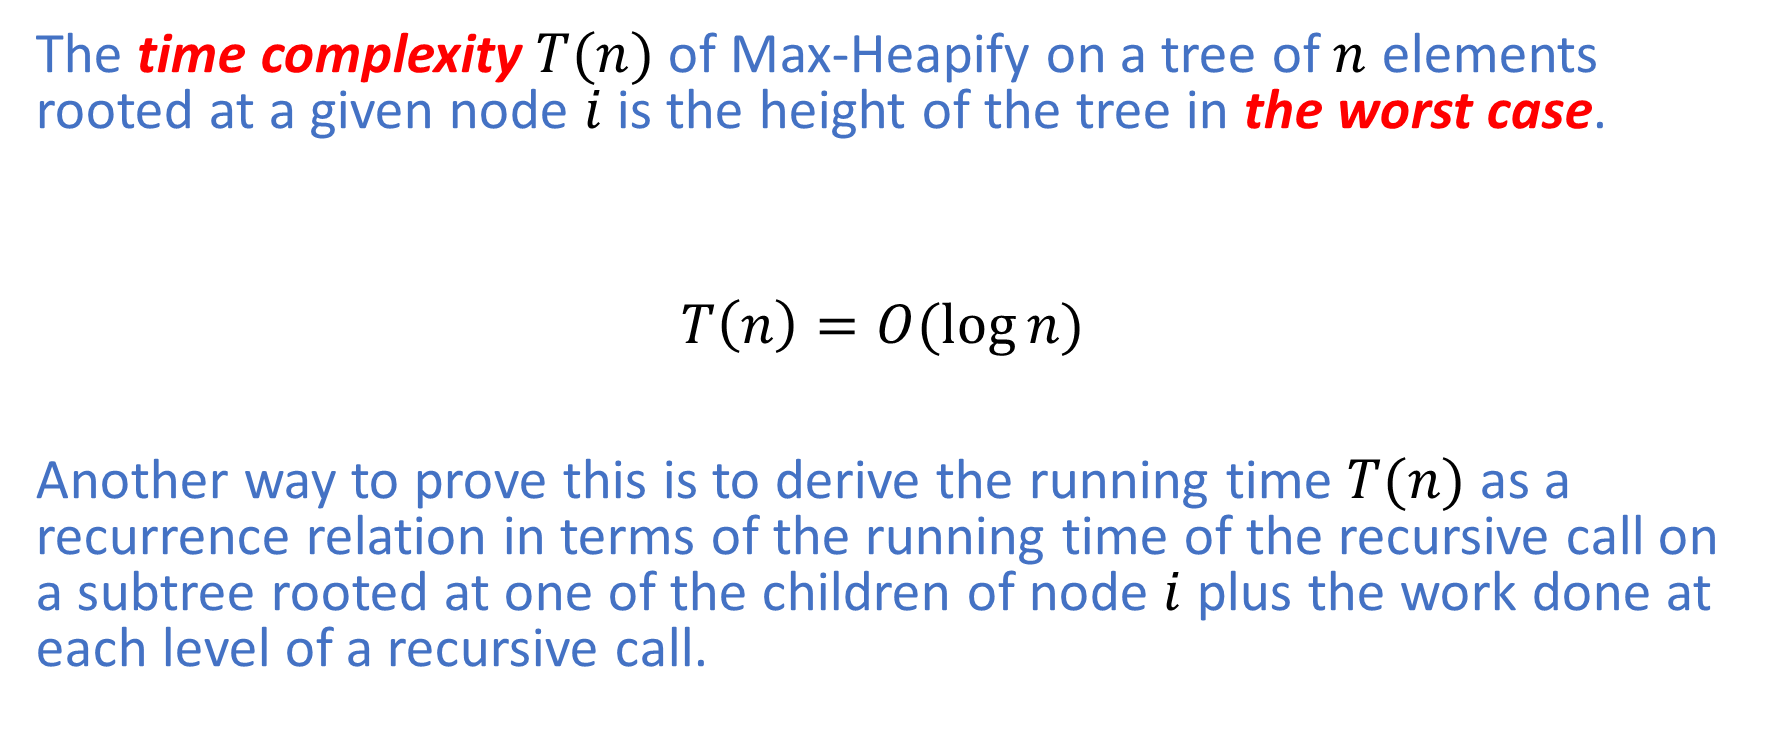 The time complexity T(n) of Max-Heapify on a tree of n elements
rooted at a given node i is the height of the tree in the worst case.
T(n) = O(log n)
Another way to prove this is to derive the running time T(n) as a
recurrence relation in terms of the running time of the recursive call on
a subtree rooted at one of the children of node i plus the work done at
each level of a recursive call.